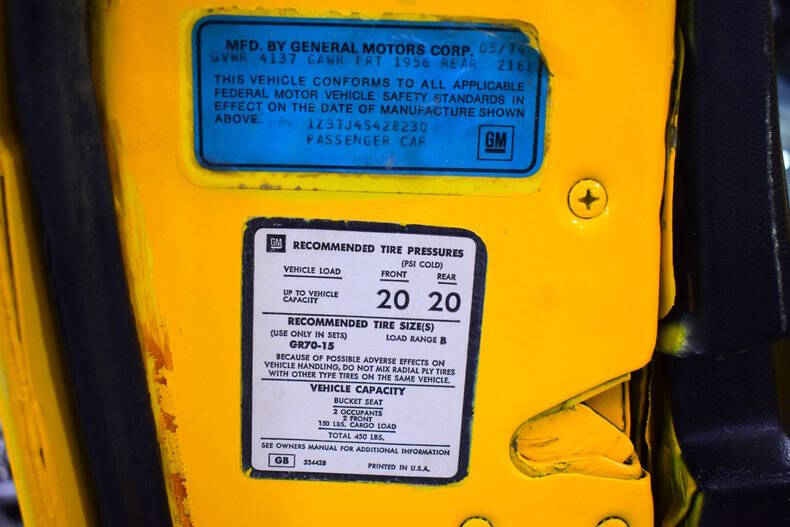 MFD. BY GENERAL MOTORS CORP. 05/74
GVWR 4137 GAWR FRT 1956 REAR 2181
THIS VEHICLE CONFORMS TO ALL APPLICABLE
FEDERAL MOTOR VEHICLE SAFETY STANDARDS IN
EFFECT ON THE DATE OF MANUFACTURE SHOWN
ABOVE.
1Z37J4S428230
PASSENGER CAR
GM
GM RECOMMENDED TIRE PRESSURES
(PSI COLD)
VEHICLE LOAD FRONT REAR
UP TO VEHICLE CAPACITY 20 20
RECOMMENDED TIRE SIZE(S)
(USE ONLY IN SETS) LOAD RANGE B
GR70-15
BECAUSE OF POSSIBLE ADVERSE EFFECTS ON
VEHICLE HANDLING, DO NOT MIX RADIAL PLY TIRES
WITH OTHER TYPE TIRES ON THE SAME VEHICLE.
VEHICLE CAPACITY
BUCKET SEAT
2 OCCUPANTS
2 FRONT
150 LBS. CARGO LOAD
TOTAL 450 LBS.
SEE OWNERS MANUAL FOR ADDITIONAL INFORMATION
GB 334428 PRINTED IN U.S.A.